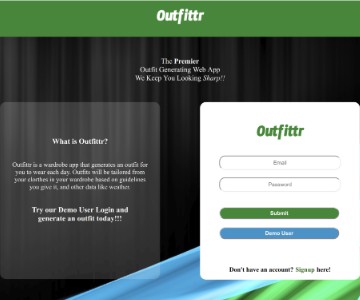 Outfittr
The Premier
Outfit Generating Web App
We Keep You Looking Sharp!!
What is Outfittr?
Outfittr is a wardrobe app that generates an outfit for
you to wear each day. Outfits will be tailored from
your clothes in your wardrobe based on guidelines
you give it, and other data like weather.
Try our Demo User Login and
generate an outfit today!!!
Outfittr
Email
Password
Submit
Demo User
Don't have an account? Signup here!